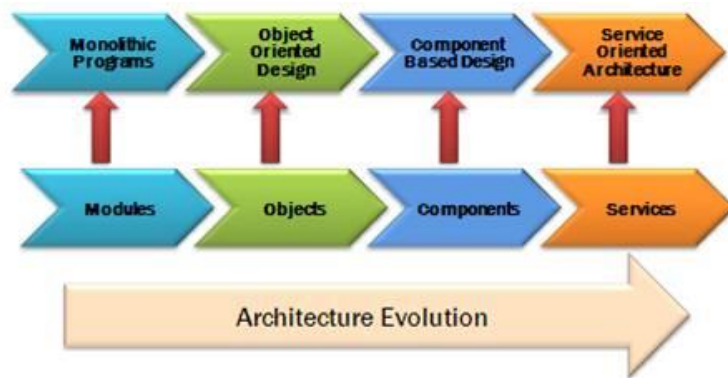 Monolithic
Programs
Object
Oriented
Design
Component
Based Design
Service
Oriented
Architecture
Modules
Objects
Components
Services
Architecture Evolution